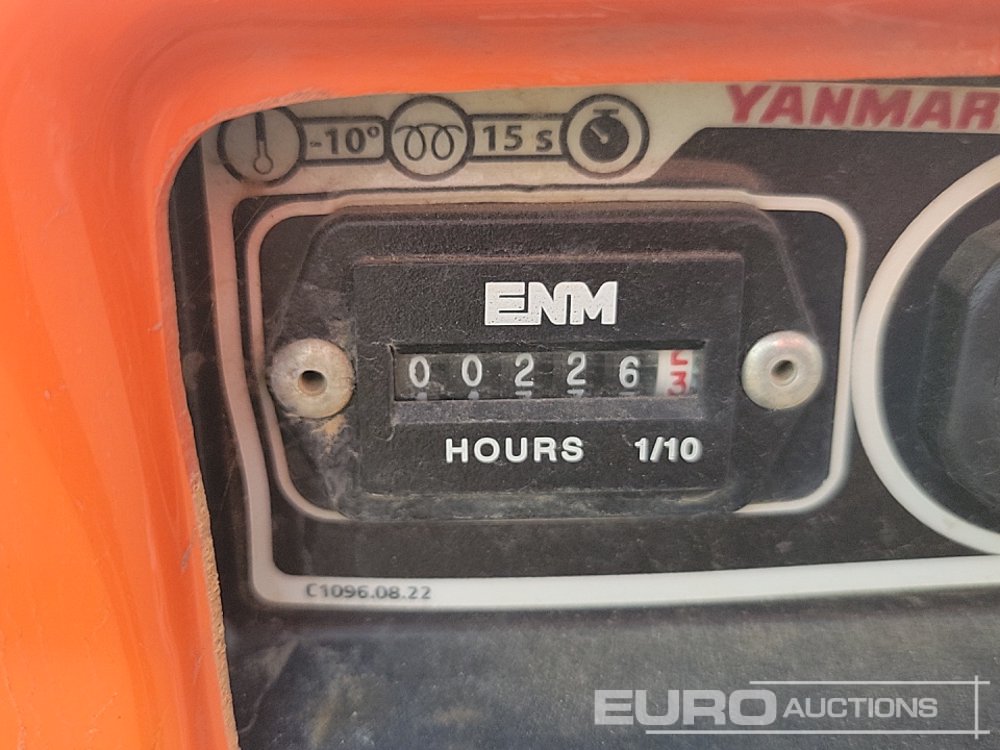 -10° 15 s
YANMAR
ENM
0 0 2 2 6 3
HOURS 1/10
C1096.08.22
EURO AUCTIONS